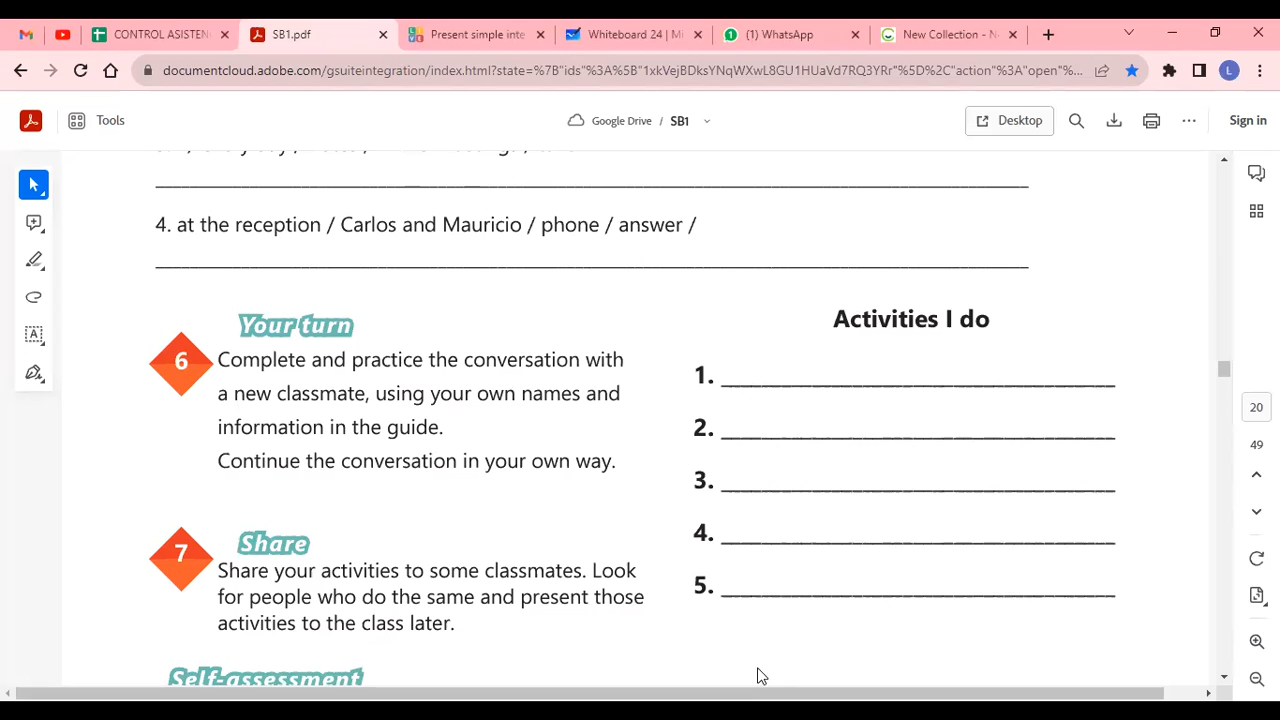 CONTROL ASISTEN
SB1.pdf
Present simple inte
Whiteboard 24 | Mi
(1) WhatsApp
New Collection - N
documentcloud.adobe.com/gsuiteintegration/index.html?state=%7B"ids"%3A%5B"1xkVejBDksYNqWXwL8GU1HUaVd7RQ3YRr"%5D%2C"action"%3A"open"%...
L
Tools
Google Drive / SB1
Desktop
Sign in
4. at the reception / Carlos and Mauricio / phone / answer /
Your turn
6
Complete and practice the conversation with
a new classmate, using your own names and
information in the guide.
Continue the conversation in your own way.
7
Share
Share your activities to some classmates. Look
for people who do the same and present those
activities to the class later.
Self-assessment
Activities I do
1.
2.
3.
4.
5.
20
49